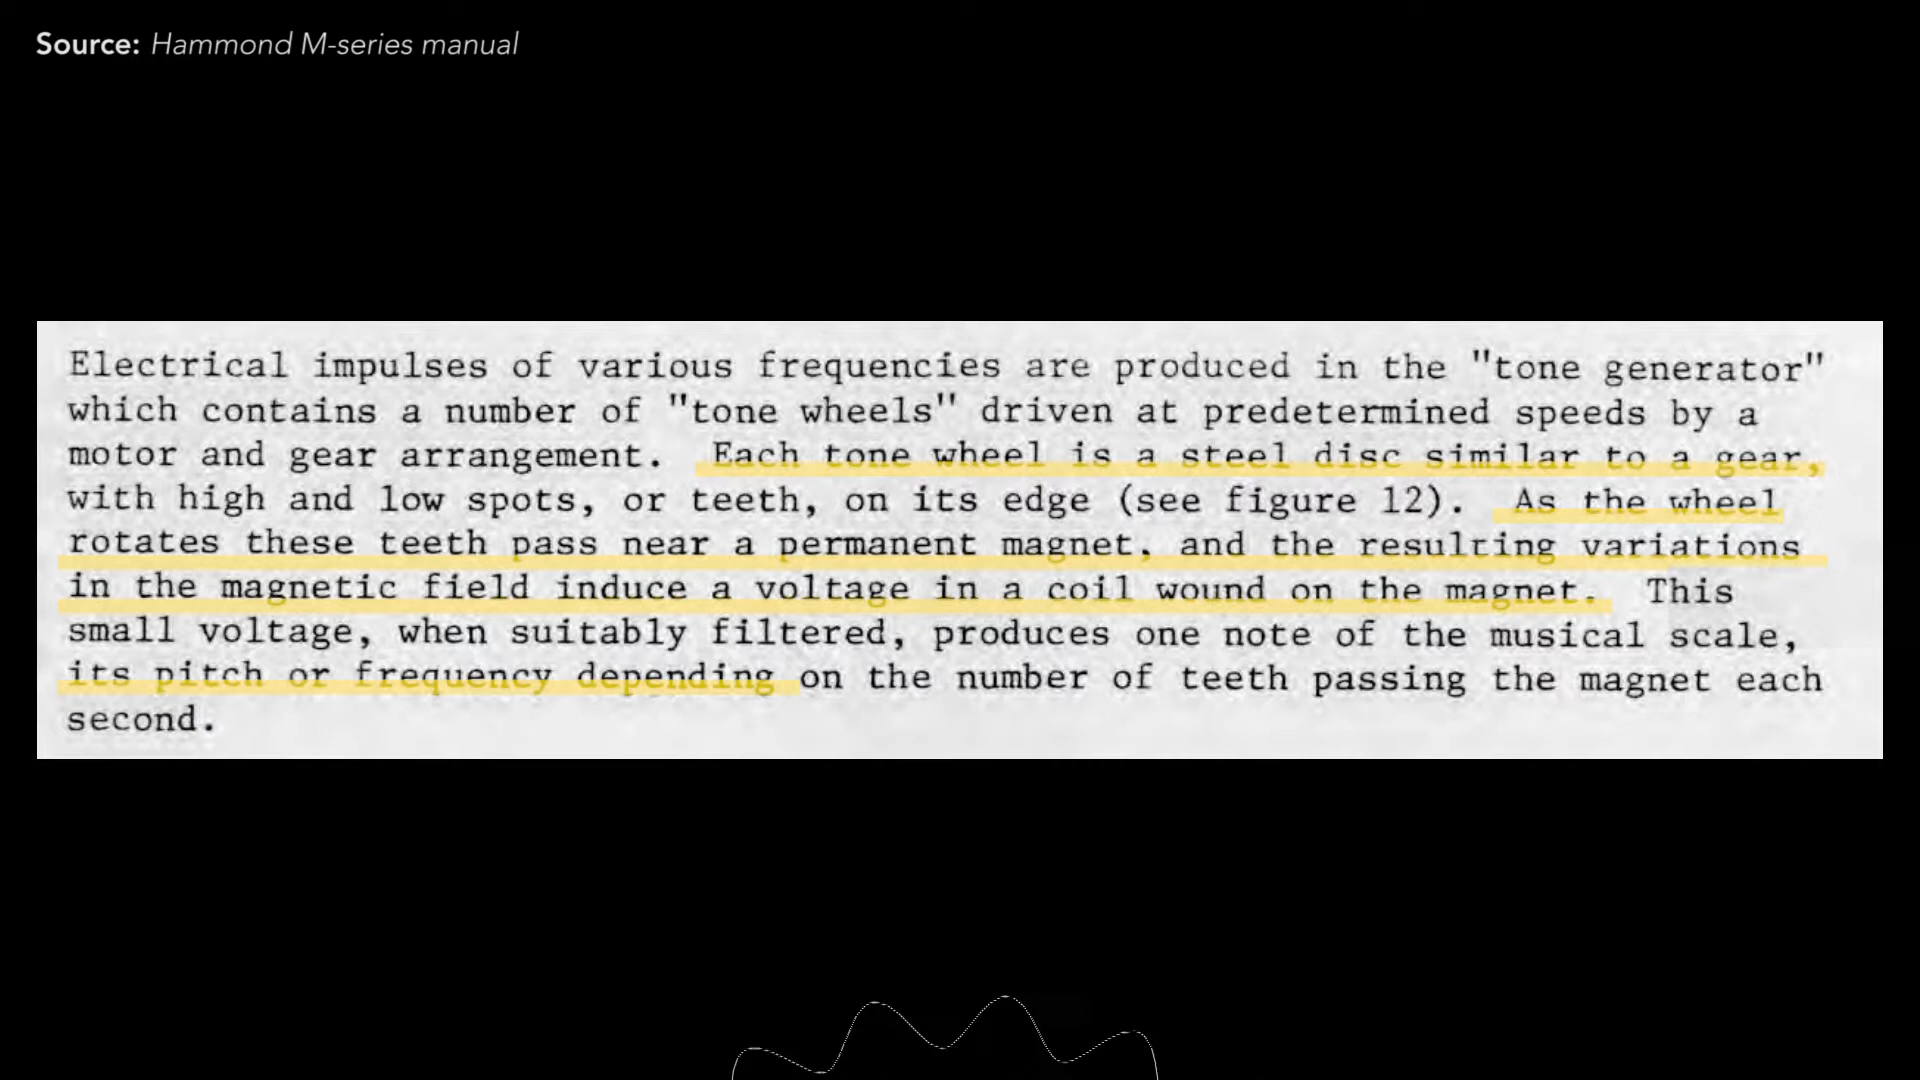 Source: Hammond M-series manual
Electrical impulses of various frequencies are produced in the "tone generator"
which contains a number of "tone wheels" driven at predetermined speeds by a
motor and gear arrangement. Each tone wheel is a steel disc similar to a gear,
with high and low spots, or teeth, on its edge (see figure 12). As the wheel
rotates these teeth pass near a permanent magnet, and the resulting variations
in the magnetic field induce a voltage in a coil wound on the magnet. This
small voltage, when suitably filtered, produces one note of the musical scale,
its pitch or frequency depending on the number of teeth passing the magnet each
second.